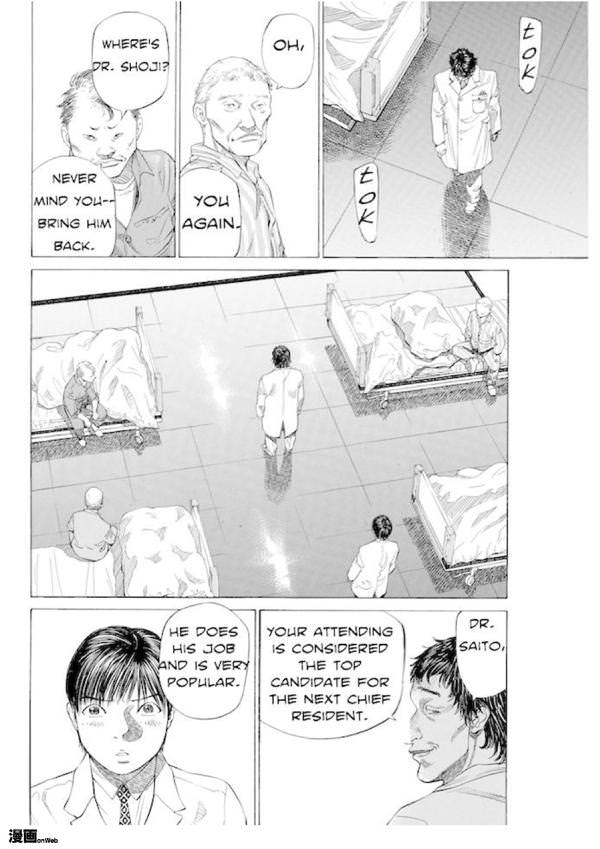 tok
tok
OH,
YOU
AGAIN.
WHERE'S
DR. SHOJI?
NEVER
MIND YOU--
BRING HIM
BACK.
DR.
SAITO,
YOUR ATTENDING
IS CONSIDERED
THE TOP
CANDIDATE FOR
THE NEXT CHIEF
RESIDENT.
HE DOES
HIS JOB
AND IS VERY
POPULAR.
漫画onWeb